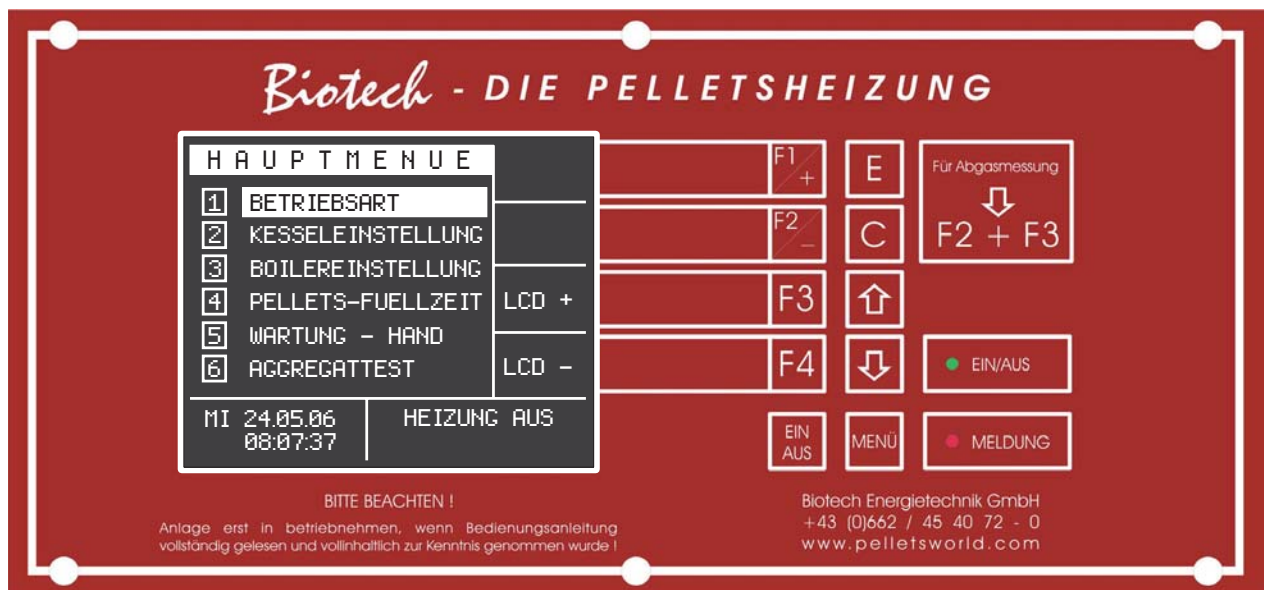 Biotech - DIE PELLETSHEIZUNG
HAUPTMENUE
1 BETRIEBSART
2 KESSELEINSTELLUNG
3 BOILEREINSTELLUNG
4 PELLETS-FUELLZEIT LCD +
5 WARTUNG - HAND
6 AGGREGATTEST LCD -
MI 24.05.06 HEIZUNG AUS
08:07:37
F1 +
F2 -
F3
F4
EIN
AUS
E
C
MENÜ
Für Abgasmessung
F2 + F3
EIN/AUS
MELDUNG
BITTE BEACHTEN !
Anlage erst in betriebnehmen, wenn Bedienungsanleitung
vollständig gelesen und vollinhaltlich zur Kenntnis genommen wurde !
Biotech Energietechnik GmbH
+43 (0)662 / 45 40 72 - 0
www.pelletsworld.com